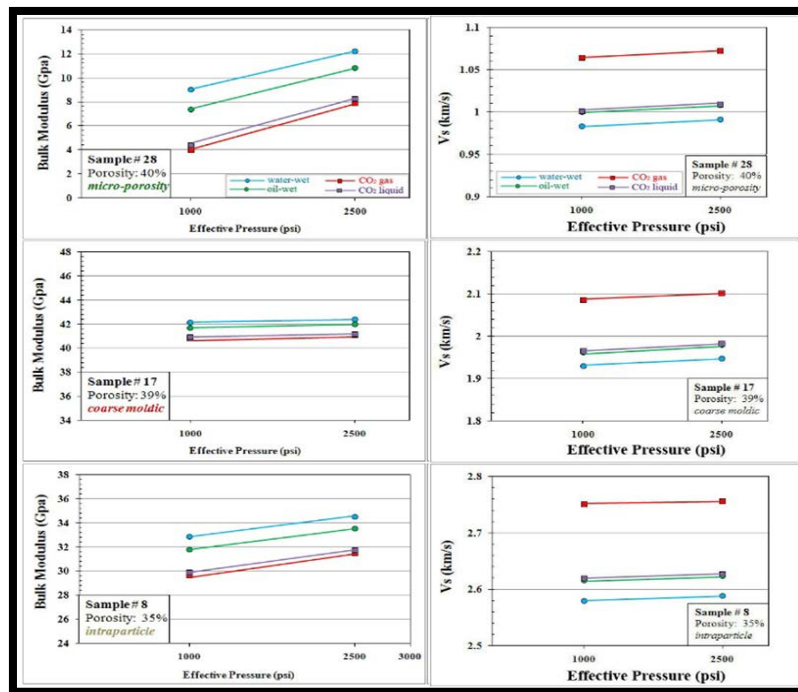 14
12
10
8
6
4
2
0
Bulk Modulus (Gpa)
Sample # 28
Porosity: 40%
micro-porosity
water-wet
CO₂ gas
oil-wet
CO₂ liquid
1000
2500
Effective Pressure (psi)
1.1
1.05
1
0.95
0.9
Vs (km/s)
water-wet
CO₂ gas
oil-wet
CO₂ liquid
Sample # 28
Porosity: 40%
micro-porosity
1000
2500
Effective Pressure (psi)
48
46
44
42
40
38
36
34
Bulk Modulus (Gpa)
Sample # 17
Porosity: 39%
coarse moldic
1000
2500
Effective Pressure (psi)
2.2
2.1
2
1.9
1.8
Vs (km/s)
Sample # 17
Porosity: 39%
coarse moldic
1000
2500
Effective Pressure (psi)
38
36
34
32
30
28
26
24
Bulk Modulus (Gpa)
Sample # 8
Porosity: 35%
intraparticle
1000
2500
3000
Effective Pressure (psi)
2.8
2.7
2.6
2.5
Vs (km/s)
Sample # 8
Porosity: 35%
intraparticle
1000
2500
Effective Pressure (psi)